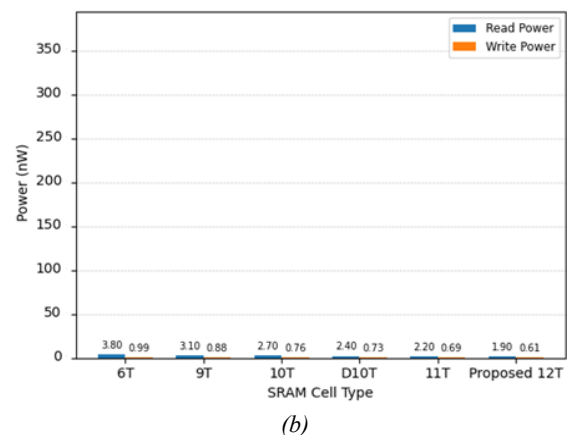 Read Power
Write Power
Power (nW)
350
300
250
200
150
100
50
0
3.80 0.99 3.10 0.88 2.70 0.76 2.40 0.73 2.20 0.69 1.90 0.61
6T 9T 10T D10T 11T Proposed 12T
SRAM Cell Type
(b)